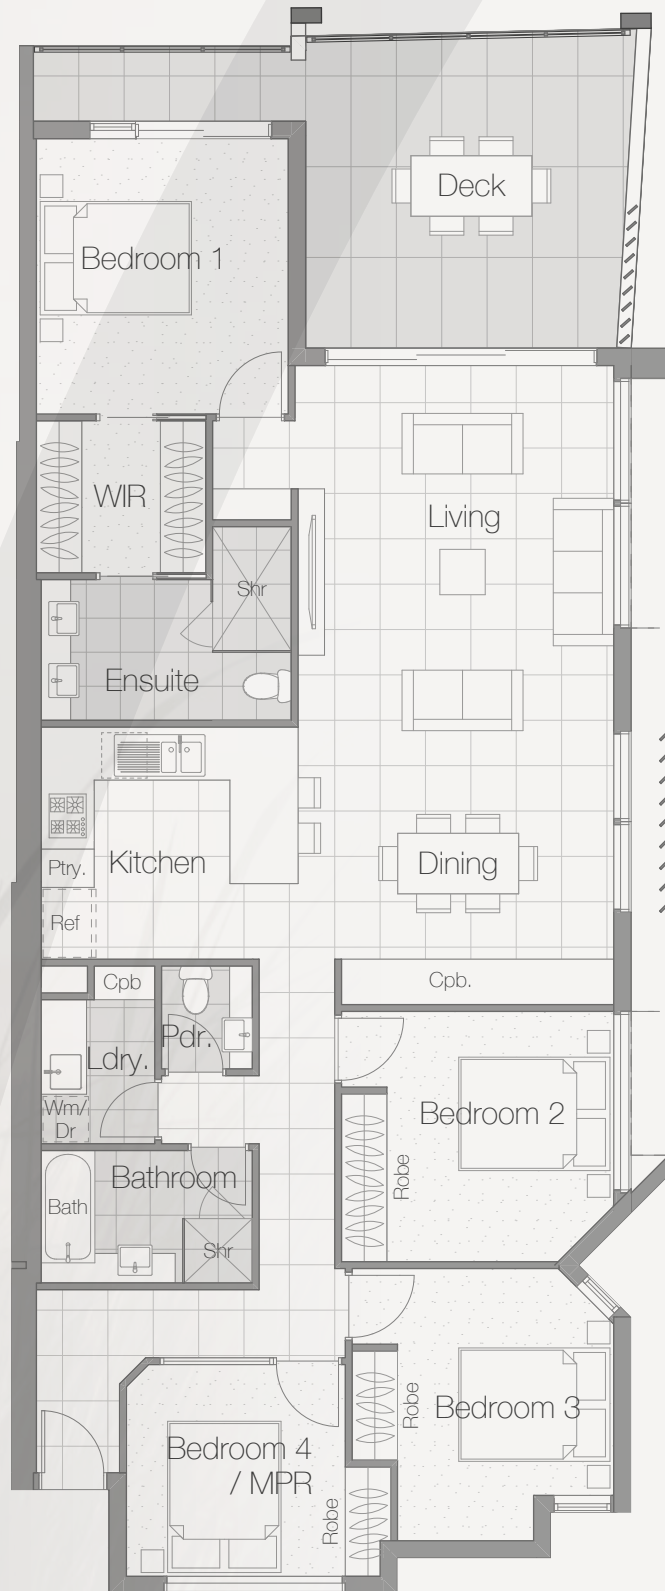 Deck
Bedroom 1
WIR
Living
Shr
Ensuite
Kitchen
Dining
Ptry.
Ref
Cpb
Cpb.
Pdr.
Ldry.
Wm/
Dr
Bedroom 2
Robe
Bathroom
Bath
Shr
Bedroom 3
Robe
Bedroom 4
/ MPR
Robe